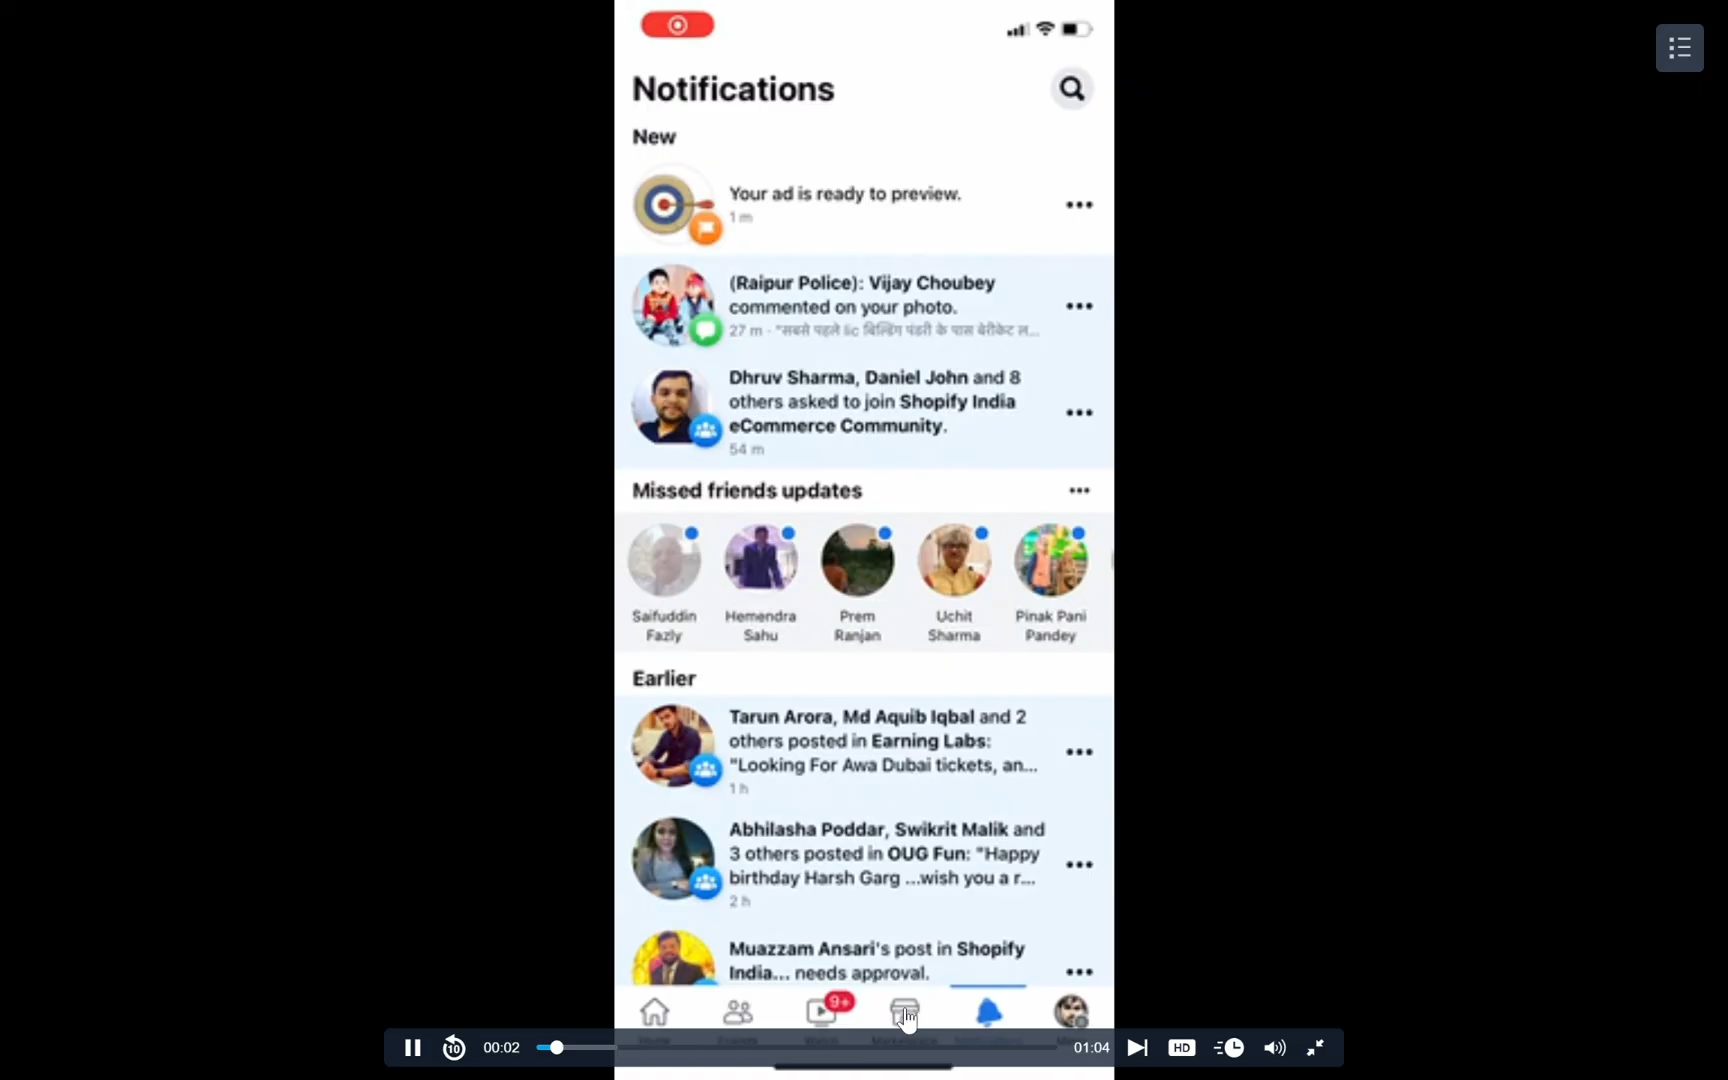 Notifications
New
Your ad is ready to preview.
1 m
(Raipur Police): Vijay Choubey
commented on your photo.
27 m · "सबसे पहले lic बिल्डिंग पंडरी के पास बेरीकेट ल...
Dhruv Sharma, Daniel John and 8
others asked to join Shopify India
eCommerce Community.
54 m
Missed friends updates
Saifuddin Fazly
Hemendra Sahu
Prem Ranjan
Uchit Sharma
Pinak Pani Pandey
Earlier
Tarun Arora, Md Aquib Iqbal and 2
others posted in Earning Labs:
"Looking For Awa Dubai tickets, an...
1 h
Abhilasha Poddar, Swikrit Malik and
3 others posted in OUG Fun: "Happy
birthday Harsh Garg ...wish you a r...
2 h
Muazzam Ansari's post in Shopify
India... needs approval.
9+
10 00:02 01:04 HD